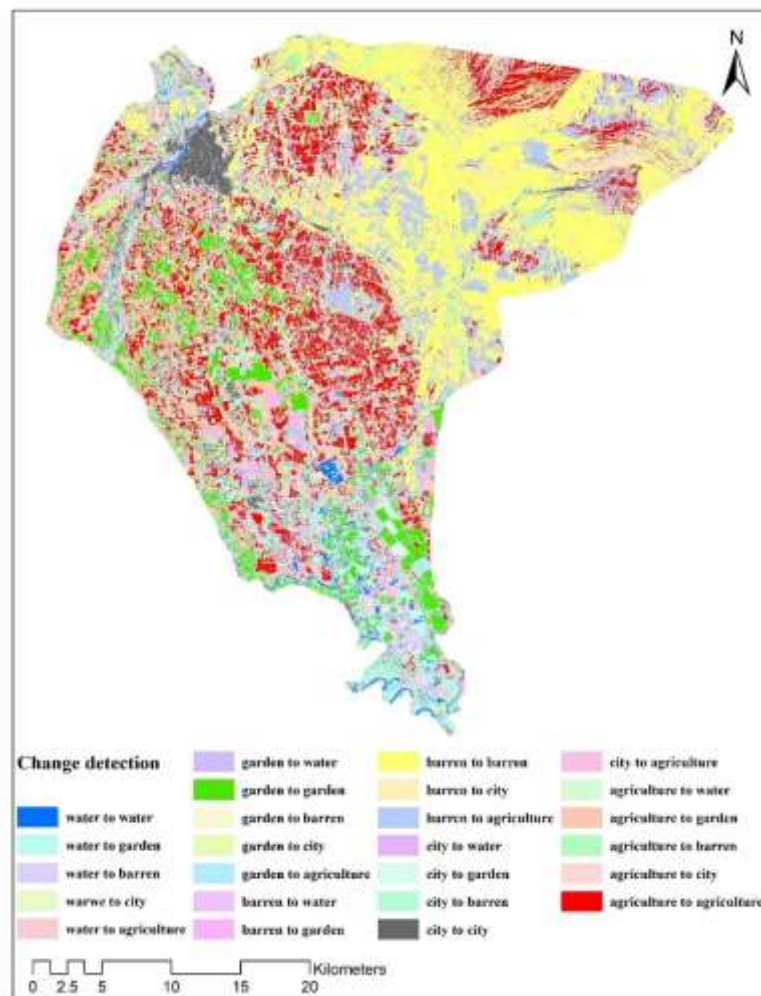 N
Change detection
water to water
water to garden
water to barren
warwe to city
water to agriculture
garden to water
garden to garden
garden to barren
garden to city
garden to agriculture
barren to water
barren to garden
barren to barren
barren to city
barren to agriculture
city to water
city to garden
city to barren
city to city
city to agriculture
agriculture to water
agriculture to garden
agriculture to barren
agriculture to city
agriculture to agriculture
Kilometers
0 2.5 5 10 15 20